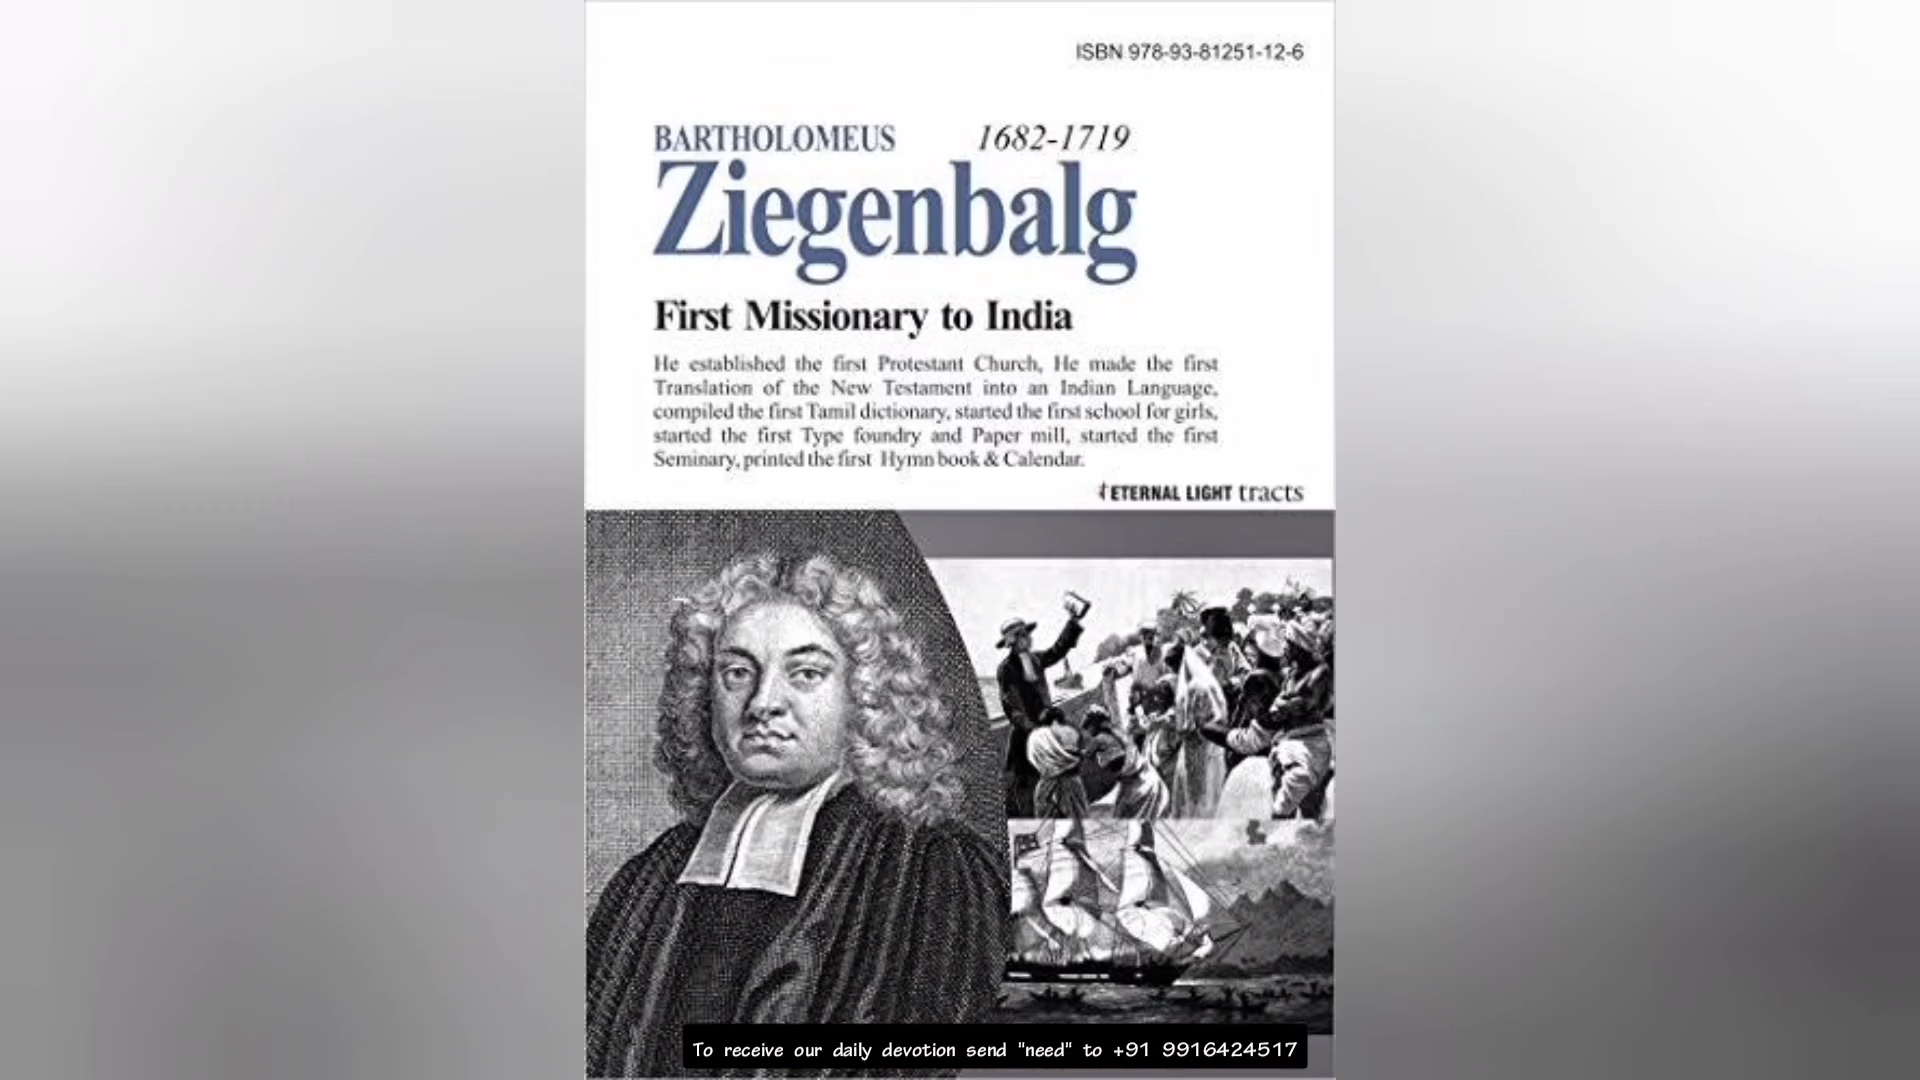 ISBN 978-93-81251-12-6
BARTHOLOMEUS 1682-1719
Ziegenbalg
First Missionary to India
He established the first Protestant Church, He made the first
Translation of the New Testament into an Indian Language,
compiled the first Tamil dictionary, started the first school for girls,
started the first Type foundry and Paper mill, started the first
Seminary, printed the first Hymn book & Calendar.
ETERNAL LIGHT tracts
To receive our daily devotion send "need" to +91 9916424517